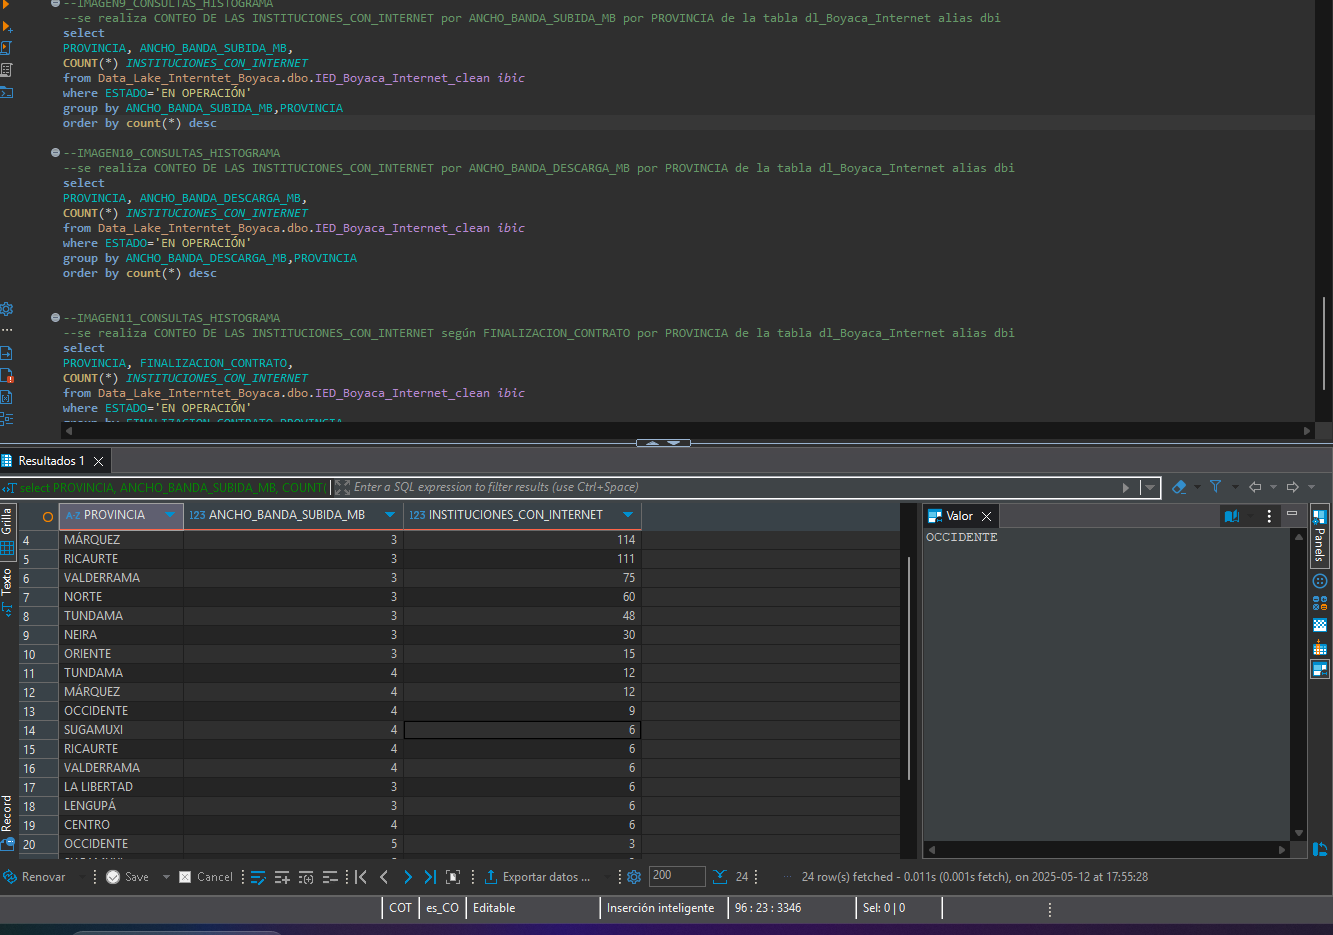 --IMAGEN9_CONSULTAS_HISTOGRAMA
--se realiza CONTEO DE LAS INSTITUCIONES_CON_INTERNET por ANCHO_BANDA_SUBIDA_MB por PROVINCIA de la tabla dl_Boyaca_Internet alias dbi
select
PROVINCIA, ANCHO_BANDA_SUBIDA_MB,
COUNT(*) INSTITUCIONES_CON_INTERNET
from Data_Lake_Interntet_Boyaca.dbo.IED_Boyaca_Internet_clean ibic
where ESTADO='EN OPERACIÓN'
group by ANCHO_BANDA_SUBIDA_MB,PROVINCIA
order by count(*) desc
--IMAGEN10_CONSULTAS_HISTOGRAMA
--se realiza CONTEO DE LAS INSTITUCIONES_CON_INTERNET por ANCHO_BANDA_DESCARGA_MB por PROVINCIA de la tabla dl_Boyaca_Internet alias dbi
select
PROVINCIA, ANCHO_BANDA_DESCARGA_MB,
COUNT(*) INSTITUCIONES_CON_INTERNET
from Data_Lake_Interntet_Boyaca.dbo.IED_Boyaca_Internet_clean ibic
where ESTADO='EN OPERACIÓN'
group by ANCHO_BANDA_DESCARGA_MB,PROVINCIA
order by count(*) desc
--IMAGEN11_CONSULTAS_HISTOGRAMA
--se realiza CONTEO DE LAS INSTITUCIONES_CON_INTERNET según FINALIZACION_CONTRATO por PROVINCIA de la tabla dl_Boyaca_Internet alias dbi
select
PROVINCIA, FINALIZACION_CONTRATO,
COUNT(*) INSTITUCIONES_CON_INTERNET
from Data_Lake_Interntet_Boyaca.dbo.IED_Boyaca_Internet_clean ibic
where ESTADO='EN OPERACIÓN'
group by FINALIZACION_CONTRATO,PROVINCIA
Resultados 1
select PROVINCIA, ANCHO_BANDA_SUBIDA_MB, COUNT( Enter a SQL expression to filter results (use Ctrl+Space)
Grilla
Texto
Record
A-Z PROVINCIA 123 ANCHO_BANDA_SUBIDA_MB 123 INSTITUCIONES_CON_INTERNET
4 MÁRQUEZ 3 114
5 RICAURTE 3 111
6 VALDERRAMA 3 75
7 NORTE 3 60
8 TUNDAMA 3 48
9 NEIRA 3 30
10 ORIENTE 3 15
11 TUNDAMA 4 12
12 MÁRQUEZ 4 12
13 OCCIDENTE 4 9
14 SUGAMUXI 4 6
15 RICAURTE 4 6
16 VALDERRAMA 4 6
17 LA LIBERTAD 3 6
18 LENGUPÁ 3 6
19 CENTRO 4 6
20 OCCIDENTE 5 3
Valor
OCCIDENTE
Panels
Renovar Save Cancel Exportar datos ... 200 24 24 row(s) fetched - 0.011s (0.001s fetch), on 2025-05-12 at 17:55:28
COT es_CO Editable Inserción inteligente 96 : 23 : 3346 Sel: 0 | 0